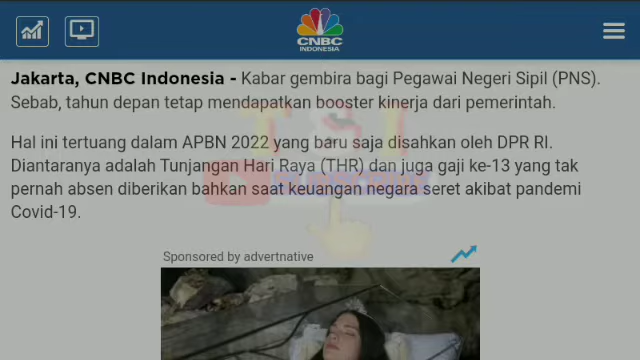 CNBC
INDONESIA
Jakarta, CNBC Indonesia - Kabar gembira bagi Pegawai Negeri Sipil (PNS).
Sebab, tahun depan tetap mendapatkan booster kinerja dari pemerintah.
Hal ini tertuang dalam APBN 2022 yang baru saja disahkan oleh DPR RI.
Diantaranya adalah Tunjangan Hari Raya (THR) dan juga gaji ke-13 yang tak
pernah absen diberikan bahkan saat keuangan negara seret akibat pandemi
Covid-19.
Sponsored by advertnative